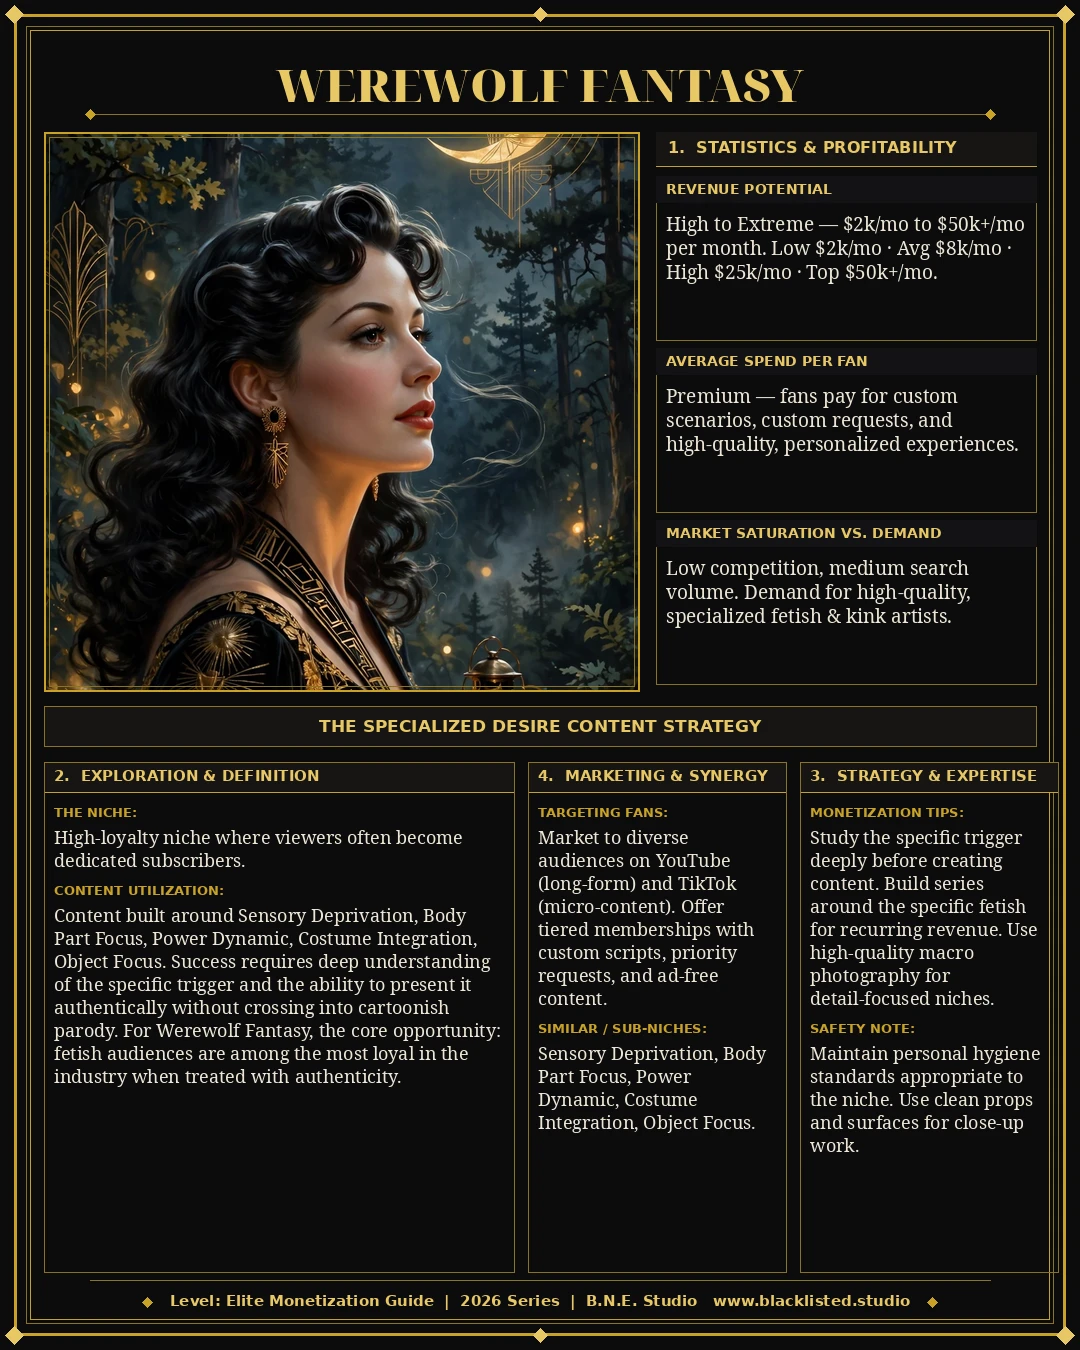 WEREWOLF FANTASY
1. STATISTICS & PROFITABILITY
REVENUE POTENTIAL
High to Extreme — $2k/mo to $50k+/mo
per month. Low $2k/mo · Avg $8k/mo ·
High $25k/mo · Top $50k+/mo.
AVERAGE SPEND PER FAN
Premium — fans pay for custom
scenarios, custom requests, and
high-quality, personalized experiences.
MARKET SATURATION VS. DEMAND
Low competition, medium search
volume. Demand for high-quality,
specialized fetish & kink artists.
THE SPECIALIZED DESIRE CONTENT STRATEGY
2. EXPLORATION & DEFINITION
THE NICHE:
High-loyalty niche where viewers often become
dedicated subscribers.
CONTENT UTILIZATION:
Content built around Sensory Deprivation, Body
Part Focus, Power Dynamic, Costume Integration,
Object Focus. Success requires deep understanding
of the specific trigger and the ability to present it
authentically without crossing into cartoonish
parody. For Werewolf Fantasy, the core opportunity:
fetish audiences are among the most loyal in the
industry when treated with authenticity.
4. MARKETING & SYNERGY
TARGETING FANS:
Market to diverse
audiences on YouTube
(long-form) and TikTok
(micro-content). Offer
tiered memberships with
custom scripts, priority
requests, and ad-free
content.
SIMILAR / SUB-NICHES:
Sensory Deprivation, Body
Part Focus, Power
Dynamic, Costume
Integration, Object Focus.
3. STRATEGY & EXPERTISE
MONETIZATION TIPS:
Study the specific trigger
deeply before creating
content. Build series
around the specific fetish
for recurring revenue. Use
high-quality macro
photography for
detail-focused niches.
SAFETY NOTE:
Maintain personal hygiene
standards appropriate to
the niche. Use clean props
and surfaces for close-up
work.
Level: Elite Monetization Guide | 2026 Series | B.N.E. Studio www.blacklisted.studio